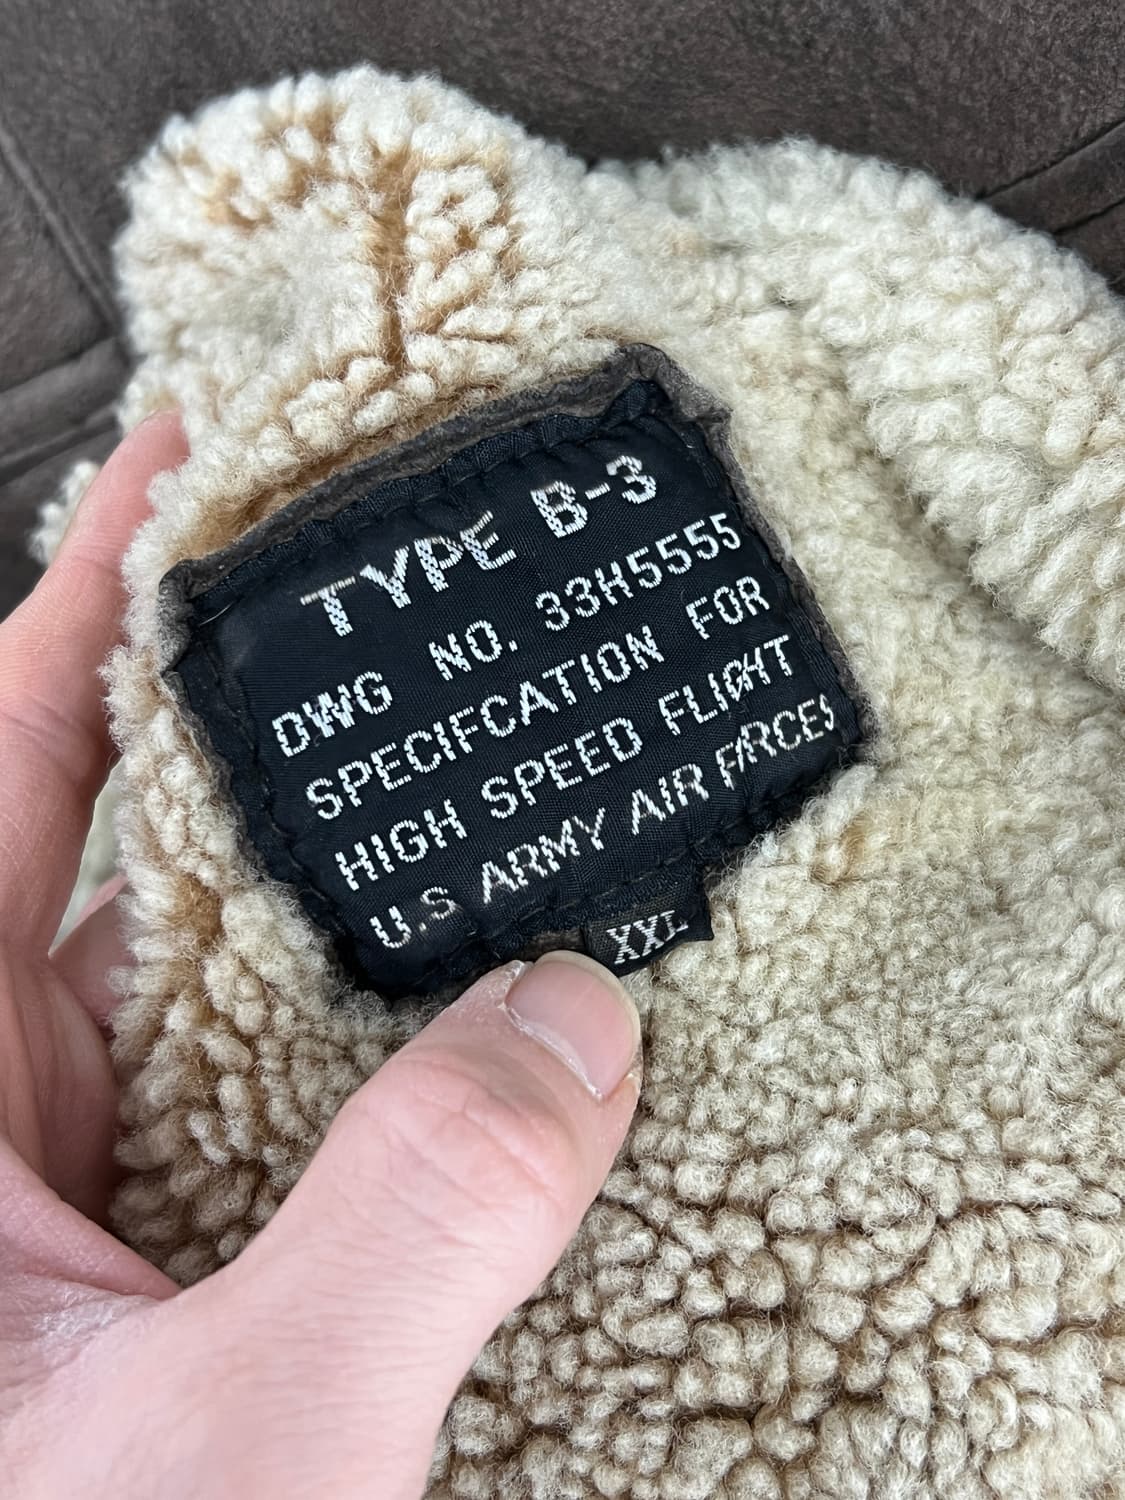 TYPE B-3
DWG NO. 33H5555
SPECIFCATION FOR
HIGH SPEED FLIGHT
U.S ARMY AIR FORCES
XXL